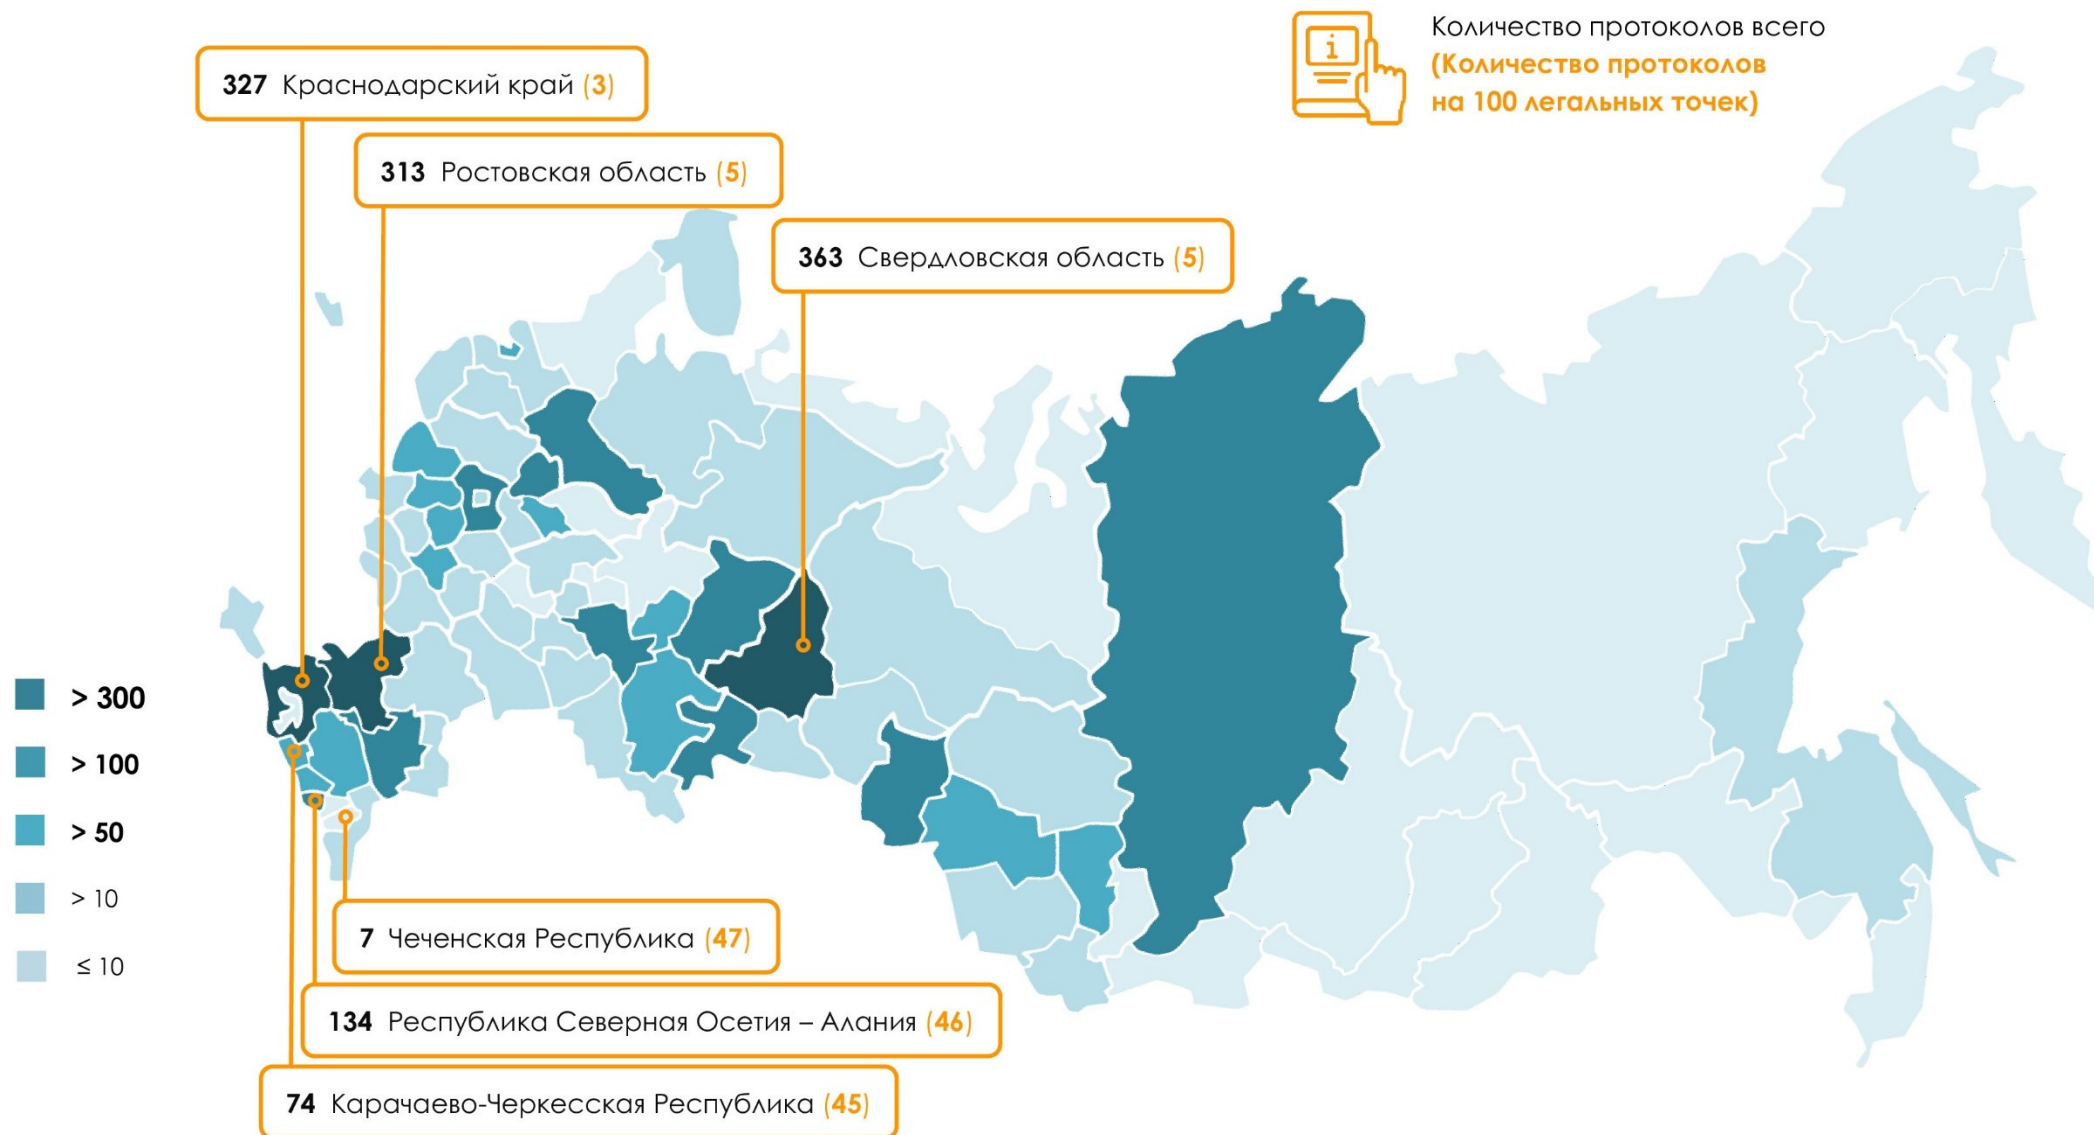 Количество протоколов всего
(Количество протоколов
на 100 легальных точек)
327 Краснодарский край (3)
313 Ростовская область (5)
363 Свердловская область (5)
> 300
> 100
> 50
> 10
≤ 10
7 Чеченская Республика (47)
134 Республика Северная Осетия – Алания (46)
74 Карачаево-Черкесская Республика (45)